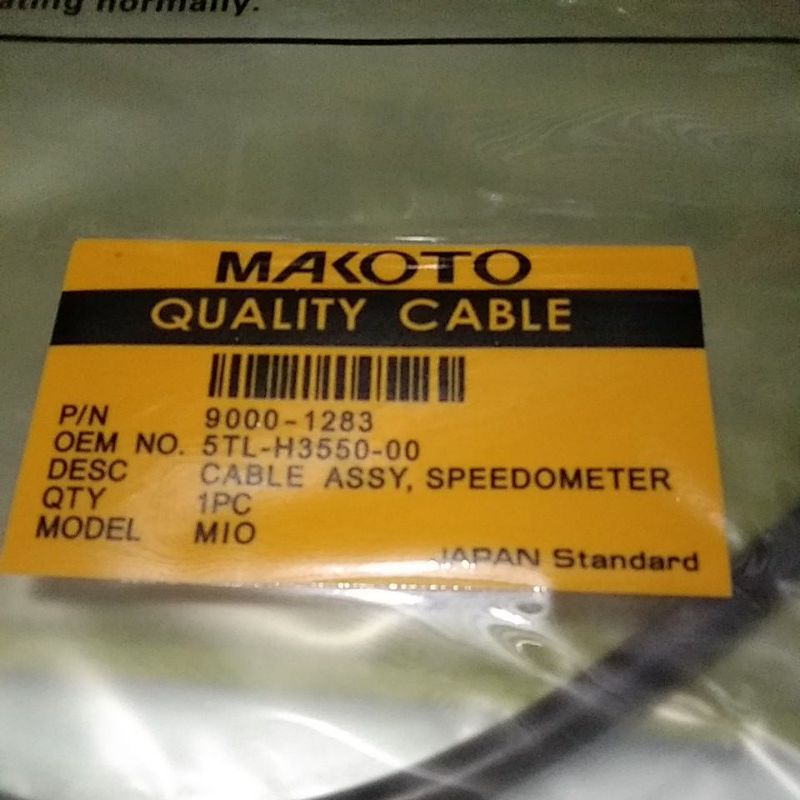 normally.
MAKOTO
QUALITY CABLE
P/N 9000-1283
OEM NO. 5TL-H3550-00
DESC CABLE ASSY, SPEEDOMETER
QTY 1PC
MODEL MIO
JAPAN Standard